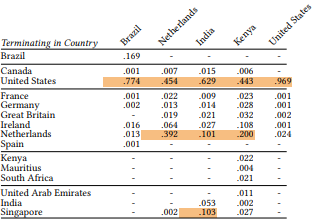 Terminating in Country Brazil Netherlands India Kenya United States
Brazil .169 - - - -
Canada .001 .007 .015 .006 -
United States .774 .454 .629 .443 .969
France .001 .022 .009 .023 .001
Germany .002 .013 .014 .028 .001
Great Britain - .019 .021 .032 .002
Ireland .016 .064 .027 .108 .001
Netherlands .013 .392 .101 .200 .024
Spain .001 - - - -
Kenya - - - .022 -
Mauritius - - - .004 -
South Africa - - - .021 -
United Arab Emirates - - - .011 -
India - - .053 .002 -
Singapore - .002 .103 .027 -